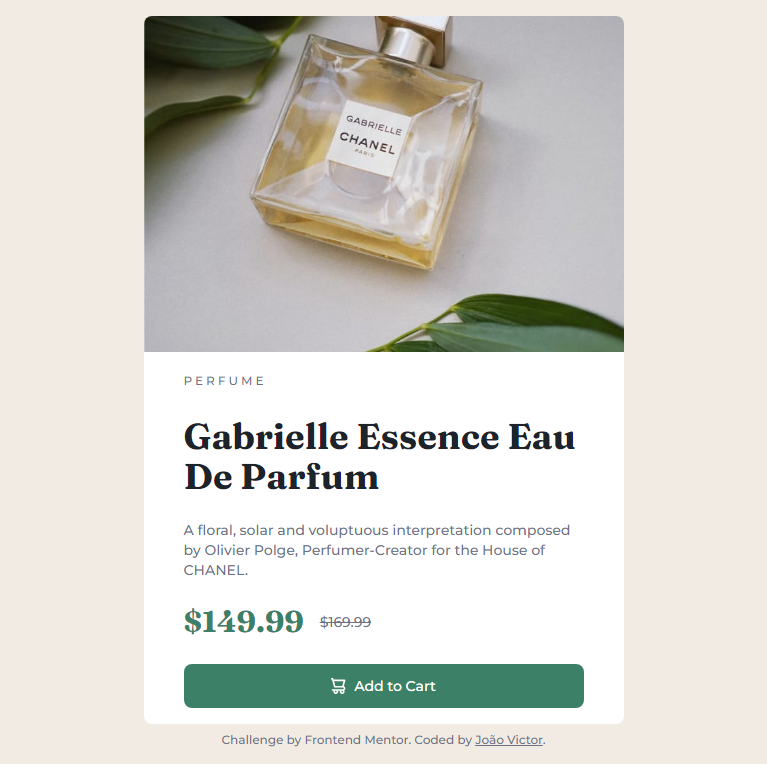 GABRIELLE
CHANEL
PARIS
PERFUME
Gabrielle Essence Eau
De Parfum
A floral, solar and voluptuous interpretation composed
by Olivier Polge, Perfumer-Creator for the House of
CHANEL.
$149.99 $169.99
Add to Cart
Challenge by Frontend Mentor. Coded by João Victor.